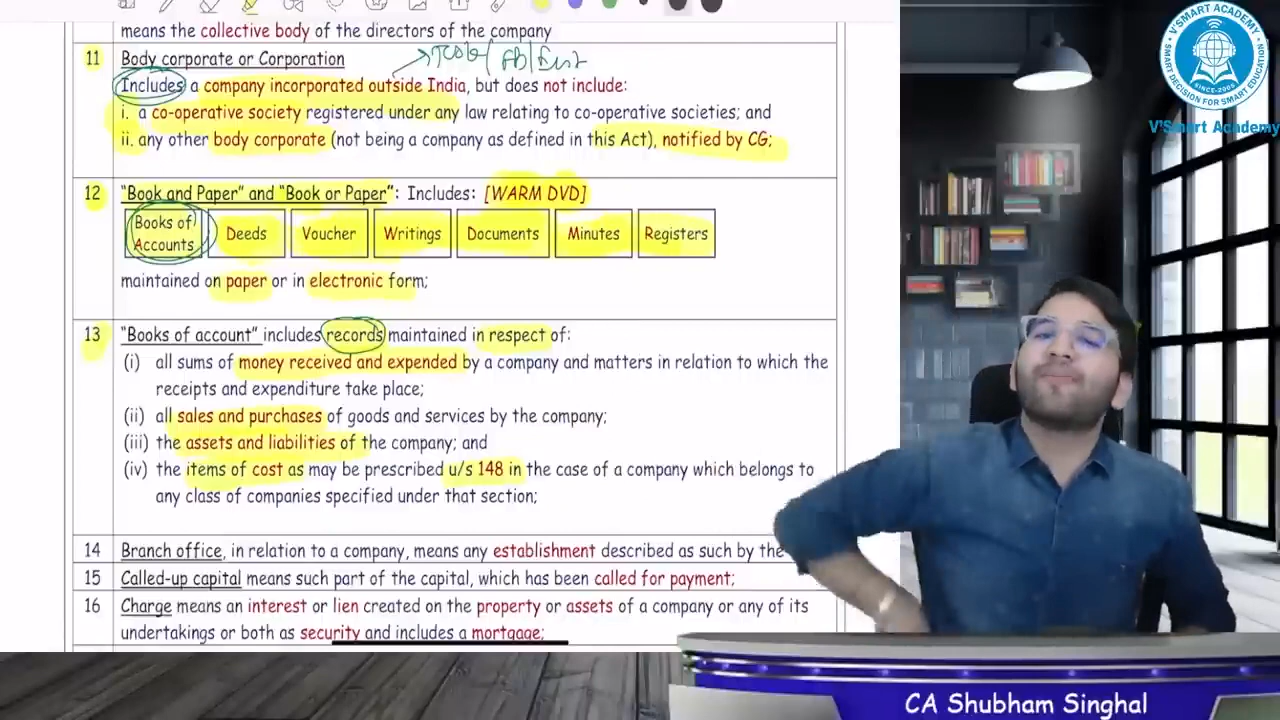 means the collective body of the directors of the company
11 Body corporate or Corporation
Includes a company incorporated outside India, but does not include:
i. a co-operative society registered under any law relating to co-operative societies; and
ii. any other body corporate (not being a company as defined in this Act), notified by CG;
12 "Book and Paper" and "Book or Paper": Includes: [WARM DVD]
Books of Accounts Deeds Voucher Writings Documents Minutes Registers
maintained on paper or in electronic form;
13 "Books of account" includes records maintained in respect of:
(i) all sums of money received and expended by a company and matters in relation to which the
receipts and expenditure take place;
(ii) all sales and purchases of goods and services by the company;
(iii) the assets and liabilities of the company; and
(iv) the items of cost as may be prescribed u/s 148 in the case of a company which belongs to
any class of companies specified under that section;
14 Branch office, in relation to a company, means any establishment described as such by the
15 Called-up capital means such part of the capital, which has been called for payment;
16 Charge means an interest or lien created on the property or assets of a company or any of its
undertakings or both as security and includes a mortgage;
V'SMART ACADEMY
SINCE-2005
SMART DECISION FOR SMART EDUCATION
V'Smart Academy
CA Shubham Singhal